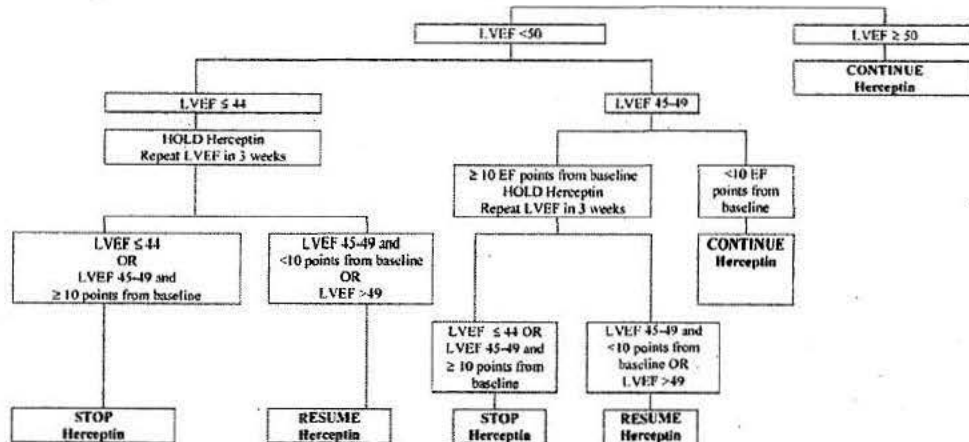 LVEF <50
LVEF ≥ 50
CONTINUE
Herceptin
LVEF ≤ 44
LVEF 45-49
HOLD Herceptin
Repeat LVEF in 3 weeks
≥ 10 EF points from baseline
HOLD Herceptin
Repeat LVEF in 3 weeks
<10 EF
points from
baseline
CONTINUE
Herceptin
LVEF ≤ 44
OR
LVEF 45-49 and
≥ 10 points from baseline
LVEF 45-49 and
<10 points from baseline
OR
LVEF >49
LVEF ≤ 44 OR
LVEF 45-49 and
≥ 10 points from
baseline
LVEF 45-49 and
<10 points from
baseline OR
LVEF >49
STOP
Herceptin
RESUME
Herceptin
STOP
Herceptin
RESUME
Herceptin